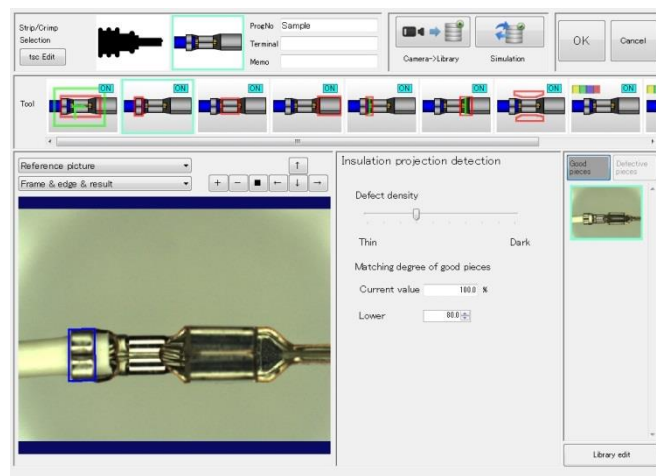 Strip/Crimp
Selection
tsc Edit
ProgNo Sample
Terminal
Memo
Camera->Library
Simulation
OK
Cancel
Tool
ON ON ON ON ON ON ON
Reference picture
Frame & edge & result
Insulation projection detection
Defect density
Thin Dark
Matching degree of good pieces
Current value 100.0 %
Lower 80.0
Good
pieces
Defective
pieces
Library edit